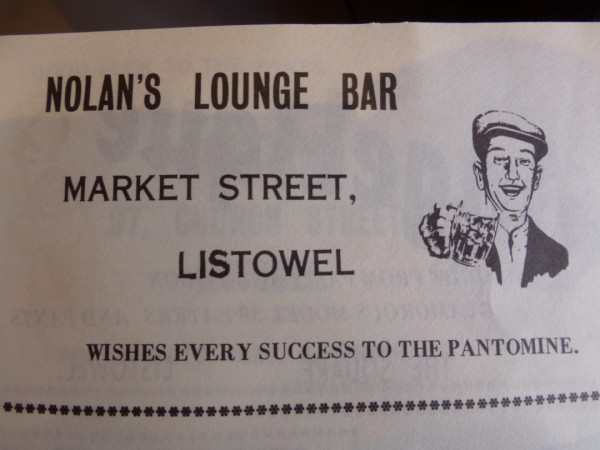 NOLAN'S LOUNGE BAR
MARKET STREET,
LISTOWEL
WISHES EVERY SUCCESS TO THE PANTOMINE.